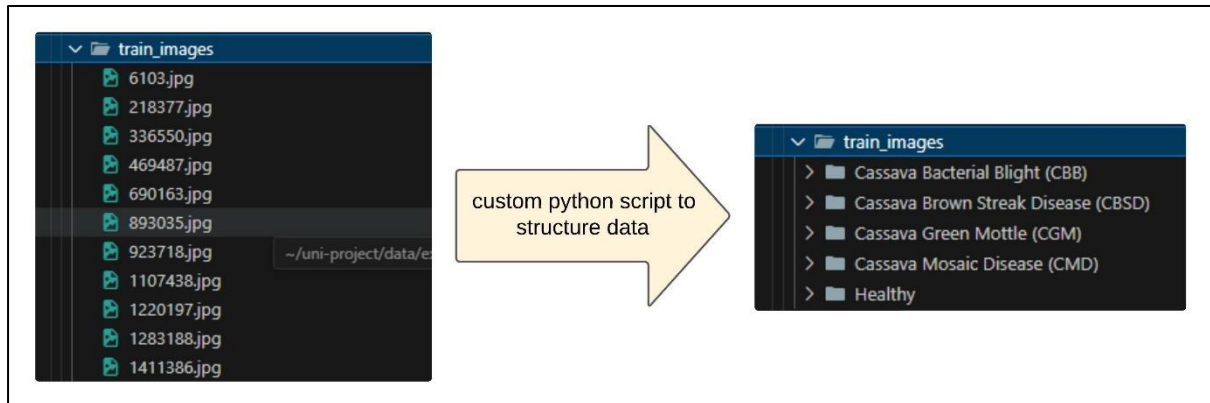 train_images
6103.jpg
218377.jpg
336550.jpg
469487.jpg
690163.jpg
893035.jpg
923718.jpg
~/uni-project/data/ex
1107438.jpg
1220197.jpg
1283188.jpg
1411386.jpg
custom python script to
structure data
train_images
Cassava Bacterial Blight (CBB)
Cassava Brown Streak Disease (CBSD)
Cassava Green Mottle (CGM)
Cassava Mosaic Disease (CMD)
Healthy